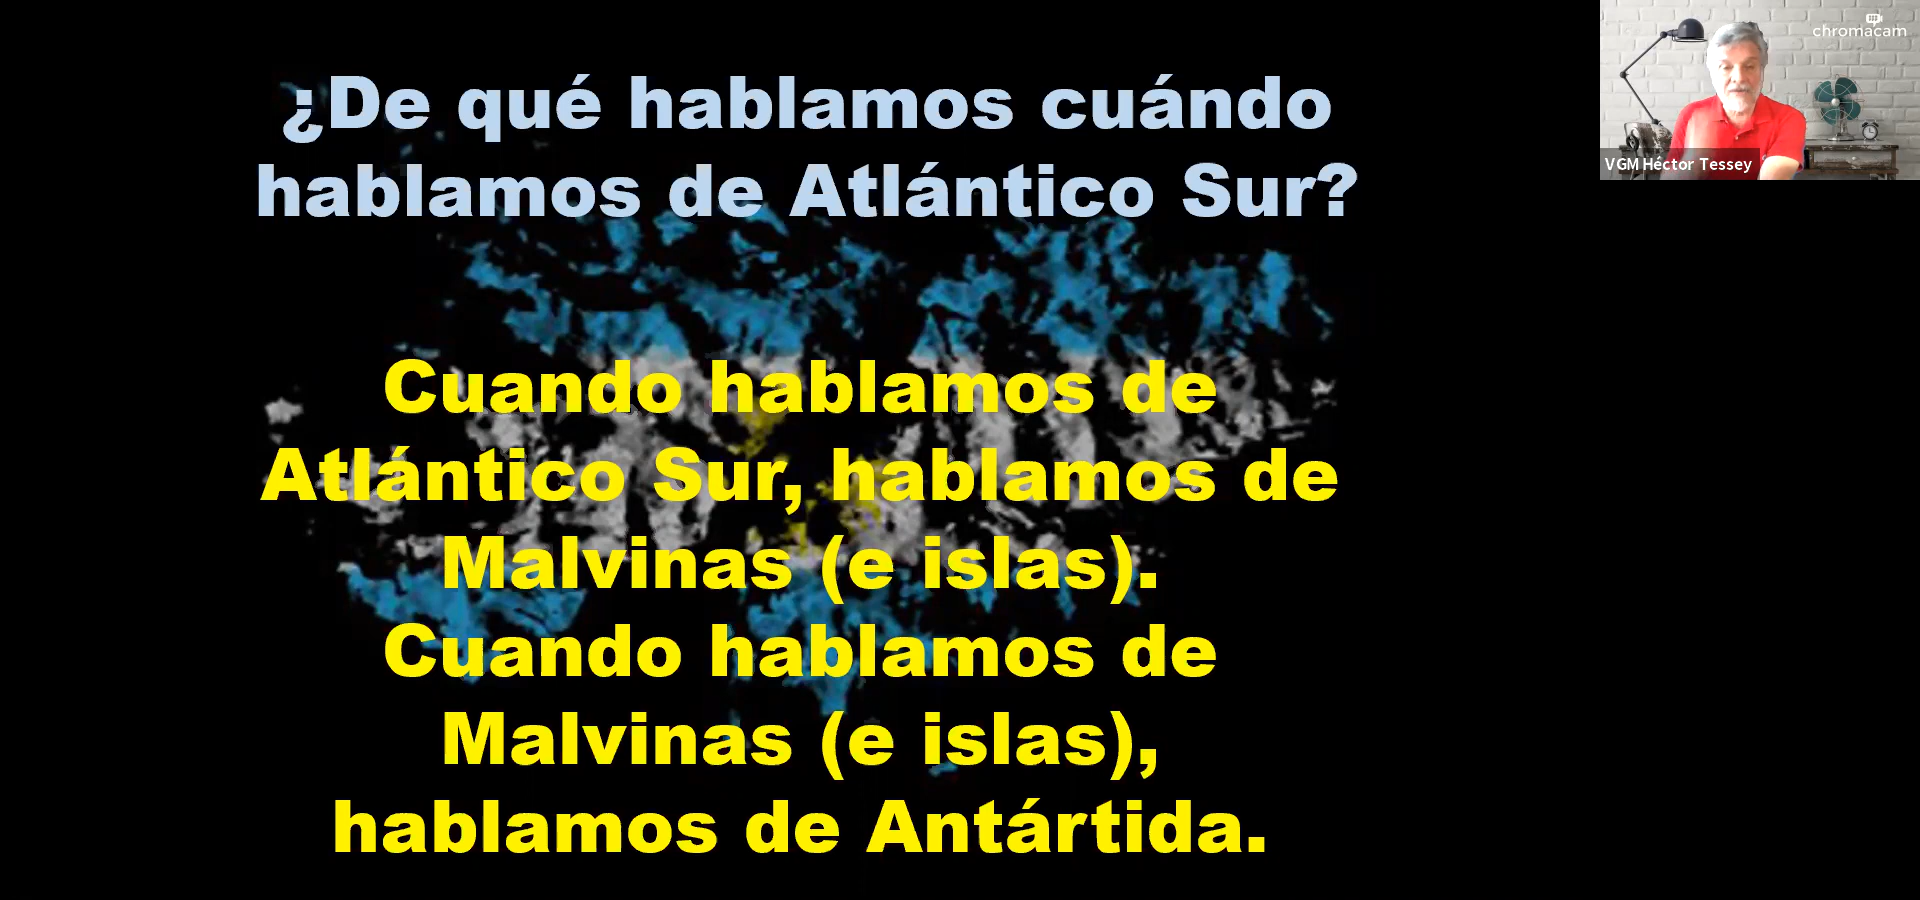 ¿De qué hablamos cuándo
hablamos de Atlántico Sur?
Cuando hablamos de
Atlántico Sur, hablamos de
Malvinas (e islas).
Cuando hablamos de
Malvinas (e islas),
hablamos de Antártida.
chromacam
VGM Héctor Tessey